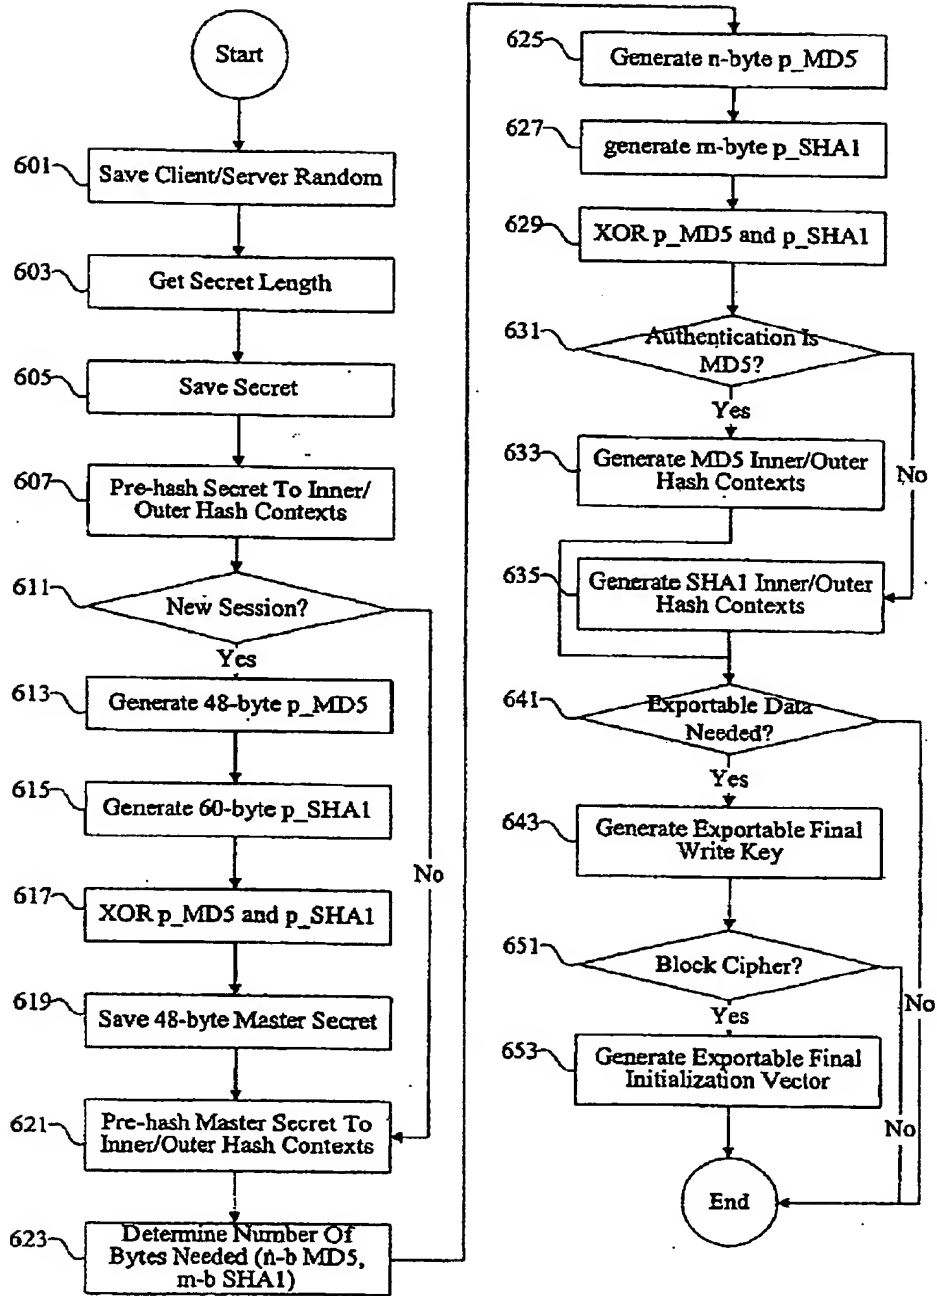 Start
601
Save Client/Server Random
603
Get Secret Length
605
Save Secret
607
Pre-hash Secret To Inner/
Outer Hash Contexts
611
New Session?
Yes
No
613
Generate 48-byte p_MD5
615
Generate 60-byte p_SHA1
617
XOR p_MD5 and p_SHA1
619
Save 48-byte Master Secret
621
Pre-hash Master Secret To
Inner/Outer Hash Contexts
623
Determine Number Of
Bytes Needed (n-b MD5,
m-b SHA1)
625
Generate n-byte p_MD5
627
generate m-byte p_SHA1
629
XOR p_MD5 and p_SHA1
631
Authentication Is
MD5?
Yes
No
633
Generate MD5 Inner/Outer
Hash Contexts
635
Generate SHA1 Inner/Outer
Hash Contexts
641
Exportable Data
Needed?
Yes
No
643
Generate Exportable Final
Write Key
651
Block Cipher?
Yes
No
653
Generate Exportable Final
Initialization Vector
End